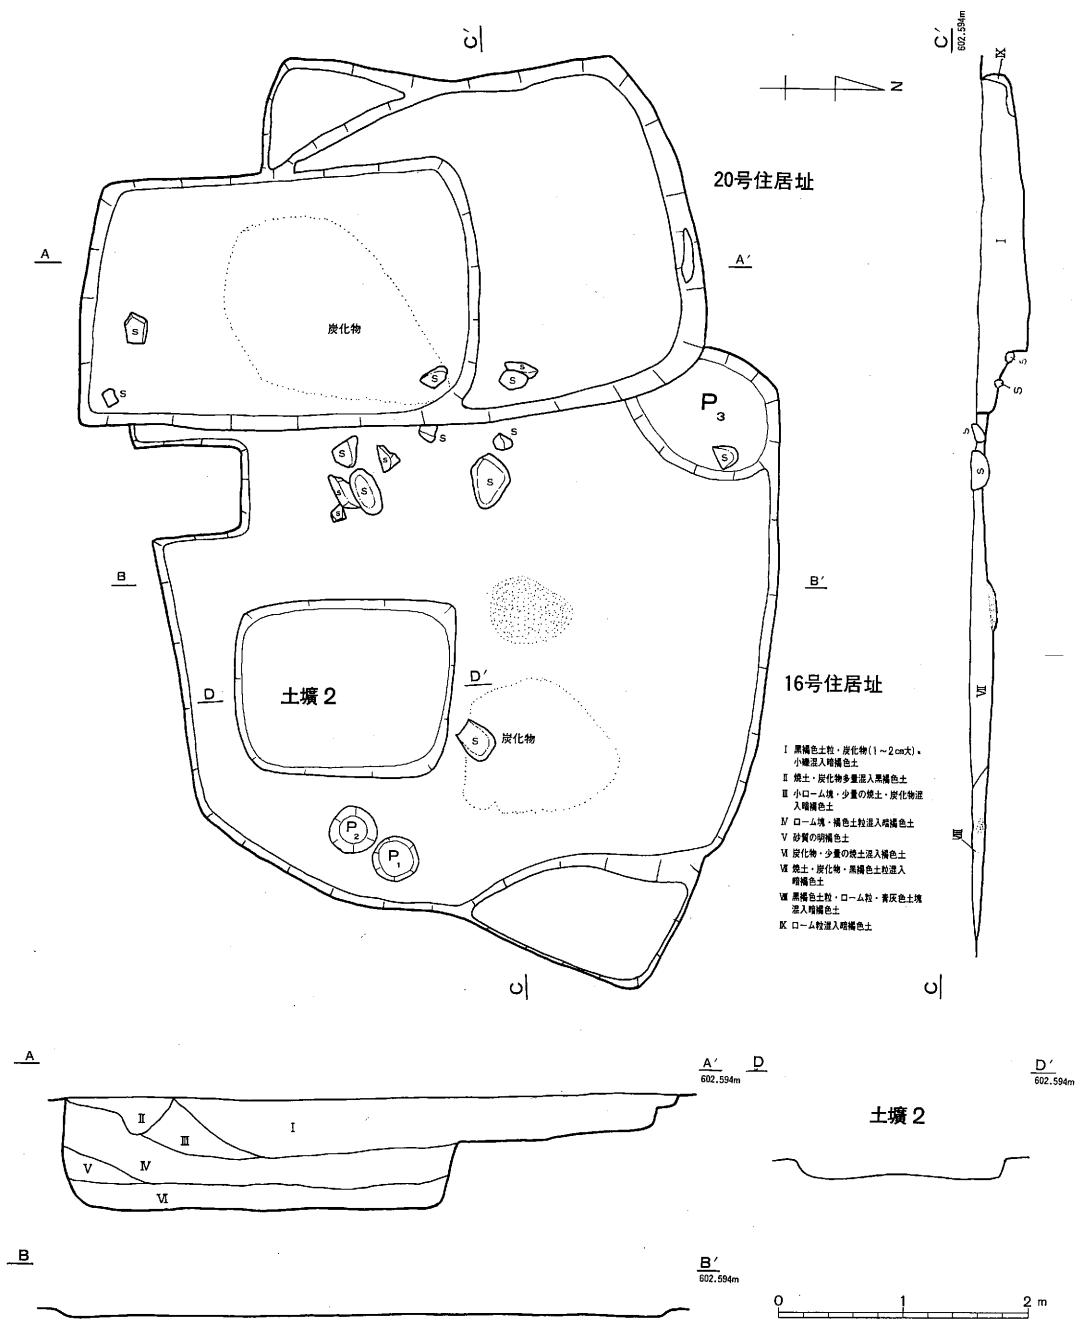 C′
C′
602.594m
IX
N
20号住居址
A
A′
I
炭化物
S
S
S
S
S
S
S
P3
S
S
S
S
S
S
S
S
S
S
B
B′
D
D′
土壙2
16号住居址
VII
S
炭化物
I 黒褐色土粒・炭化物(1～2cm大)、
小礫混入暗褐色土
II 焼土・炭化物多量混入黒褐色土
III 小ローム塊・少量の焼土・炭化物混
入暗褐色土
IV ローム塊・褐色土粒混入暗褐色土
V 砂質の明褐色土
VI 炭化物・少量の焼土混入褐色土
VII 焼土・炭化物・黒褐色土粒混入
暗褐色土
VIII 黒褐色土粒・ローム粒・青灰色土塊
混入暗褐色土
IX ローム粒混入暗褐色土
VIII
P2
P1
C
C
A
A′
602.594m
D
D′
602.594m
土壙2
II
III
I
V
IV
VI
B
B′
602.594m
0 1 2 m